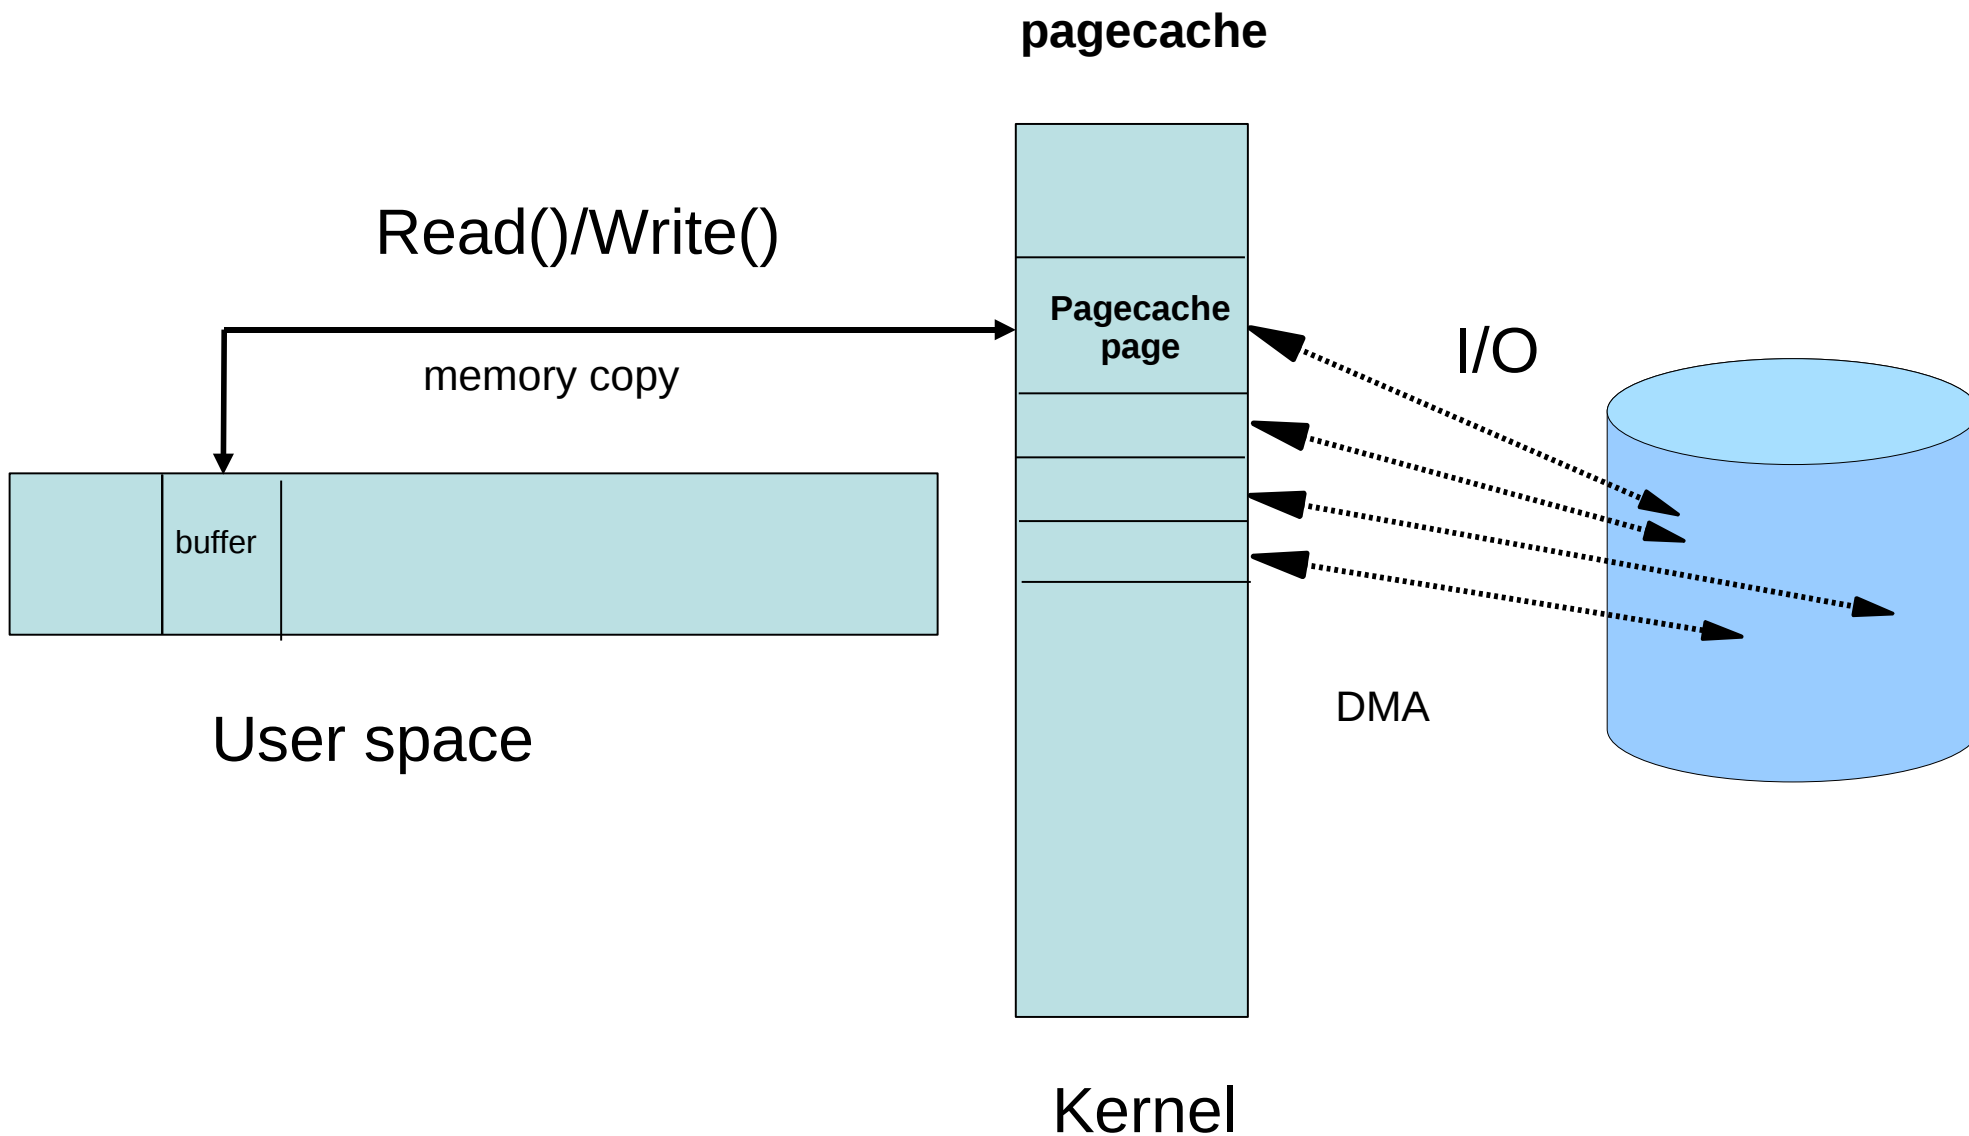 pagecache
Read()/Write()
Pagecache
page
I/O
memory copy
buffer
DMA
User space
Kernel